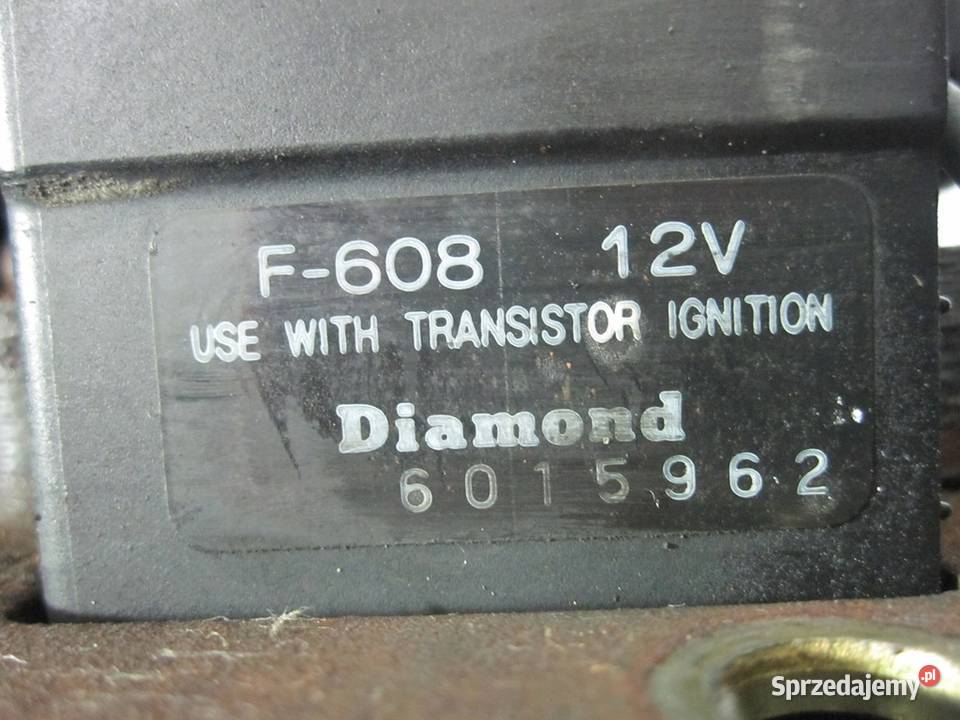 F-608 12V
USE WITH TRANSISTOR IGNITION
Diamond
6015962
Sprzedajemy.pl